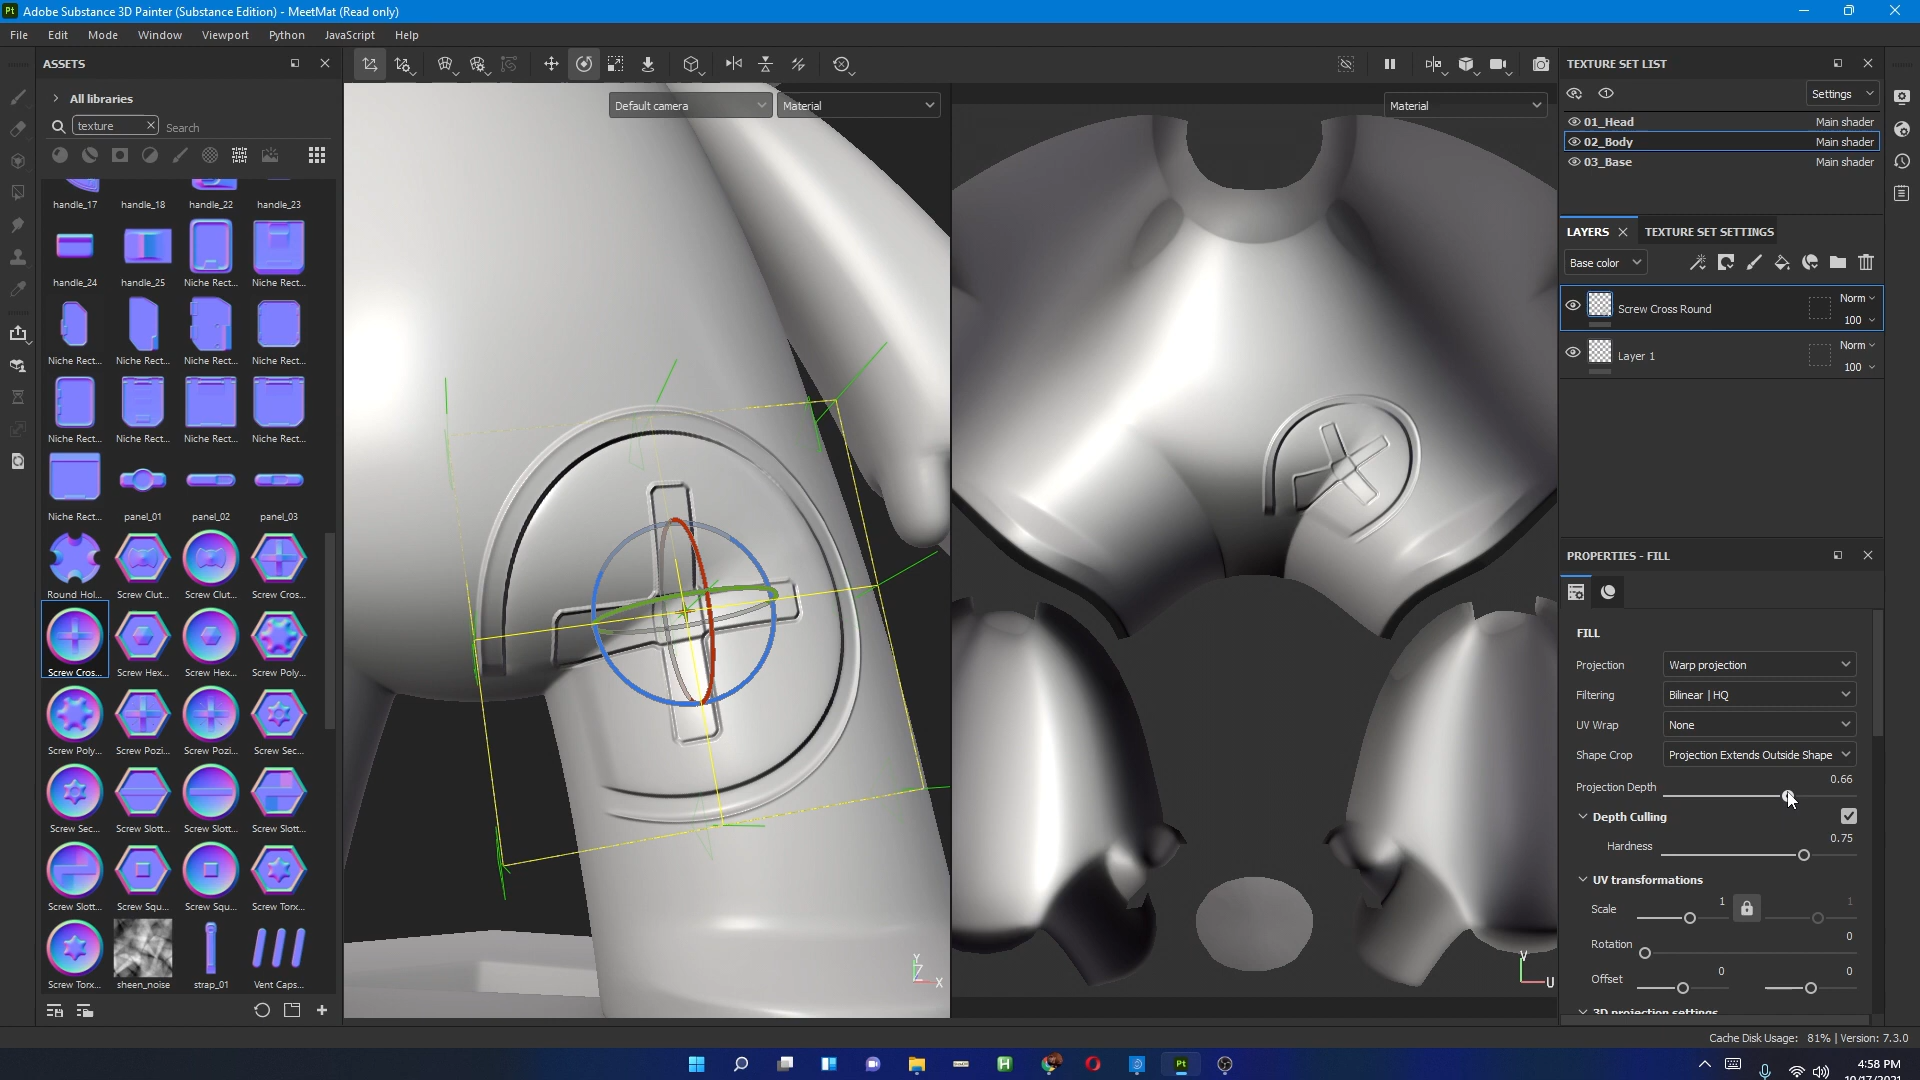 Pt Adobe Substance 3D Painter (Substance Edition) - MeetMat (Read only)
File Edit Mode Window Viewport Python JavaScript Help
ASSETS
All libraries
texture Search
handle_17 handle_18 handle_22 handle_23
handle_24 handle_25 Niche Rect... Niche Rect...
Niche Rect... Niche Rect... Niche Rect... Niche Rect...
Niche Rect... Niche Rect... Niche Rect... Niche Rect...
Niche Rect... panel_01 panel_02 panel_03
Round Hol... Screw Clut... Screw Clut... Screw Cros...
Screw Cros... Screw Hex... Screw Hex... Screw Poly...
Screw Poly... Screw Pozi... Screw Pozi... Screw Sec...
Screw Sec... Screw Slott... Screw Slott... Screw Slott...
Screw Slott... Screw Squ... Screw Squ... Screw Torx...
Screw Torx... sheen_noise strap_01 Vent Caps...
Default camera Material
Y Z X
Material
V U
TEXTURE SET LIST
Settings
01_Head Main shader
02_Body Main shader
03_Base Main shader
LAYERS TEXTURE SET SETTINGS
Base color
Screw Cross Round Norm 100
Layer 1 Norm 100
PROPERTIES - FILL
FILL
Projection Warp projection
Filtering Bilinear | HQ
UV Wrap None
Shape Crop Projection Extends Outside Shape
Projection Depth 0.66
Depth Culling
Hardness 0.75
UV transformations
Scale 1 1
Rotation 0
Offset 0 0
3D projection settings
Cache Disk Usage: 81% | Version: 7.3.0
H Pt
4:58 PM
10/17/2021